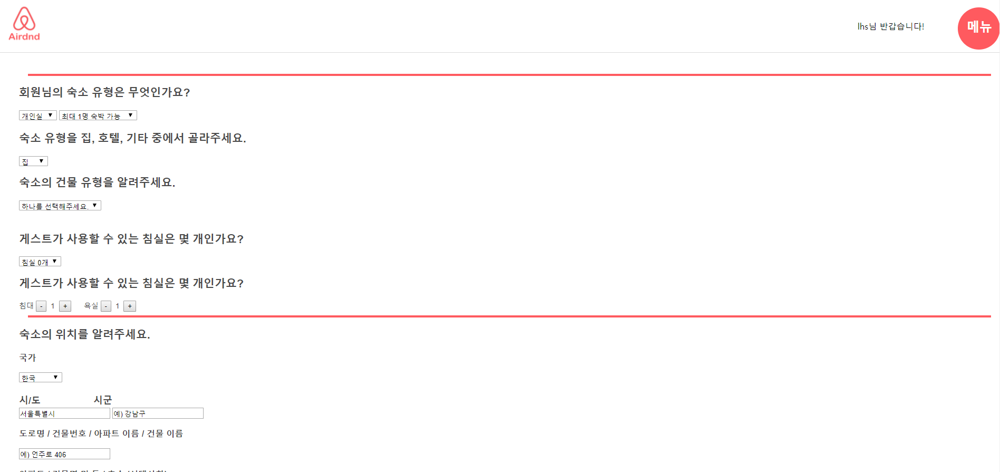 Airdnd
lhs님 반갑습니다!
메뉴
회원님의 숙소 유형은 무엇인가요?
개인실 최대 1명 숙박 가능
숙소 유형을 집, 호텔, 기타 중에서 골라주세요.
집
숙소의 건물 유형을 알려주세요.
하나를 선택해주세요.
게스트가 사용할 수 있는 침실은 몇 개인가요?
침실 0개
게스트가 사용할 수 있는 침실은 몇 개인가요?
침대 - 1 + 욕실 - 1 +
숙소의 위치를 알려주세요.
국가
한국
시/도 시군
서울특별시 예) 강남구
도로명 / 건물번호 / 아파트 이름 / 건물 이름
예) 언주로 406